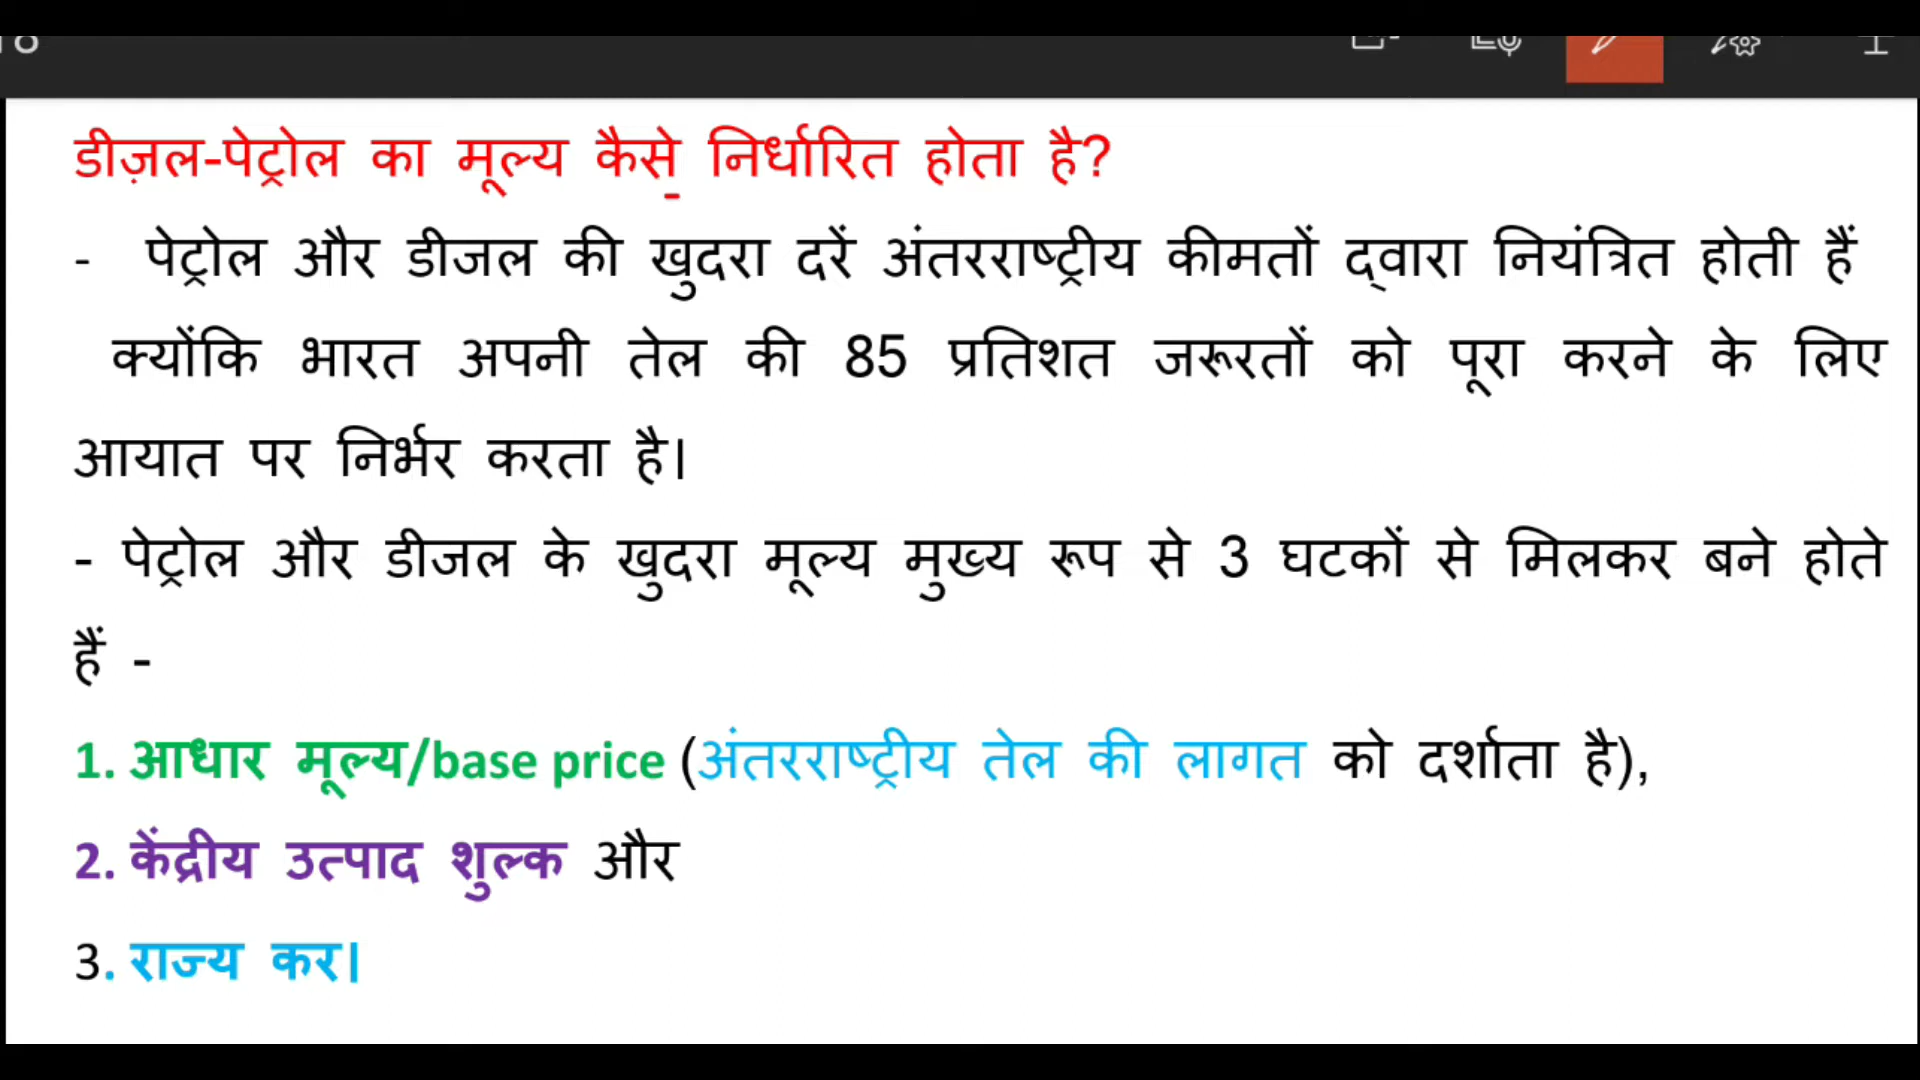 डीज़ल-पेट्रोल का मूल्य कैसे निर्धारित होता है?
- पेट्रोल और डीजल की खुदरा दरें अंतरराष्ट्रीय कीमतों द्वारा नियंत्रित होती हैं
क्योंकि भारत अपनी तेल की 85 प्रतिशत जरूरतों को पूरा करने के लिए
आयात पर निर्भर करता है।
- पेट्रोल और डीजल के खुदरा मूल्य मुख्य रूप से 3 घटकों से मिलकर बने होते
हैं -
1. आधार मूल्य/base price (अंतरराष्ट्रीय तेल की लागत को दर्शाता है),
2. केंद्रीय उत्पाद शुल्क और
3. राज्य कर।